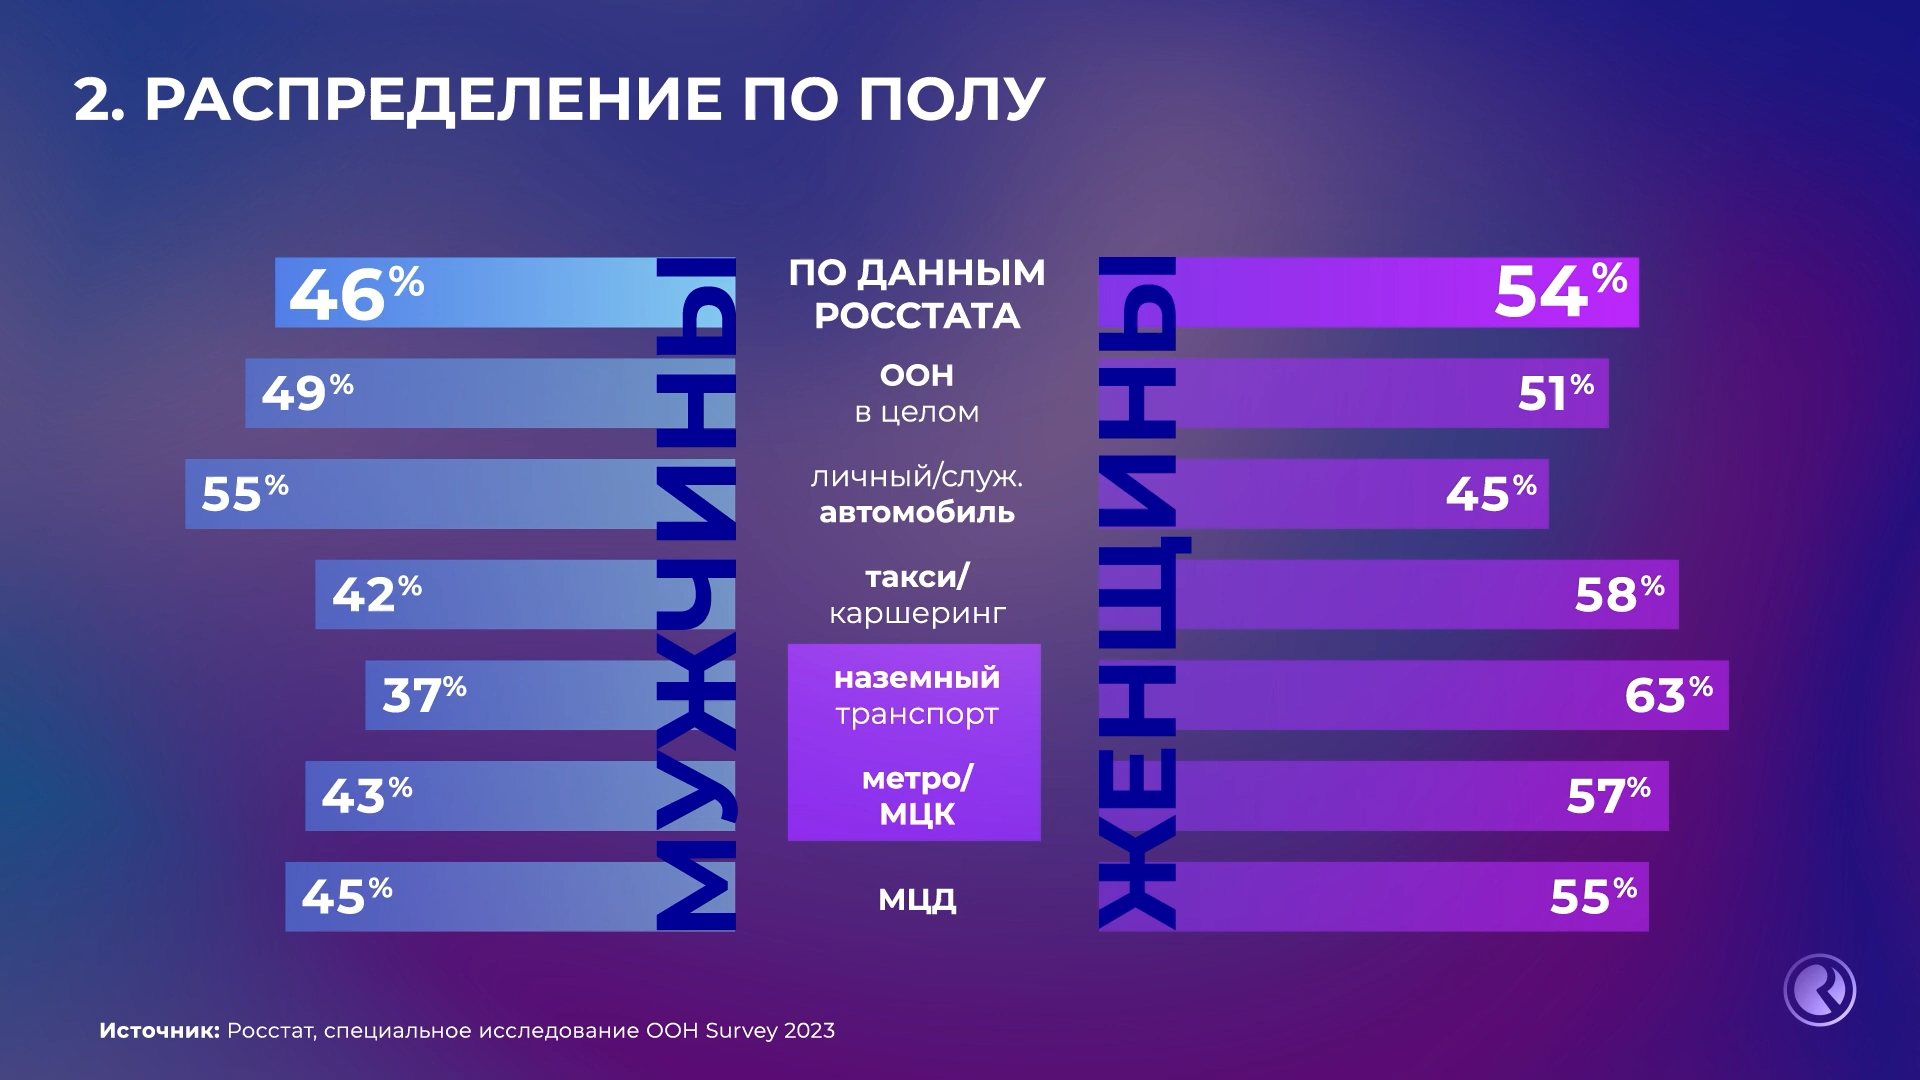 2. РАСПРЕДЕЛЕНИЕ ПО ПОЛУ
МУЖЧИНЫ
ЖЕНЩИНЫ
46%
ПО ДАННЫМ
РОССТАТА
54%
49%
ООН
в целом
51%
55%
личный/служ.
автомобиль
45%
42%
такси/
каршеринг
58%
37%
наземный
транспорт
63%
43%
метро/
МЦК
57%
45%
МЦД
55%
Источник: Росстат, специальное исследование ООН Survey 2023